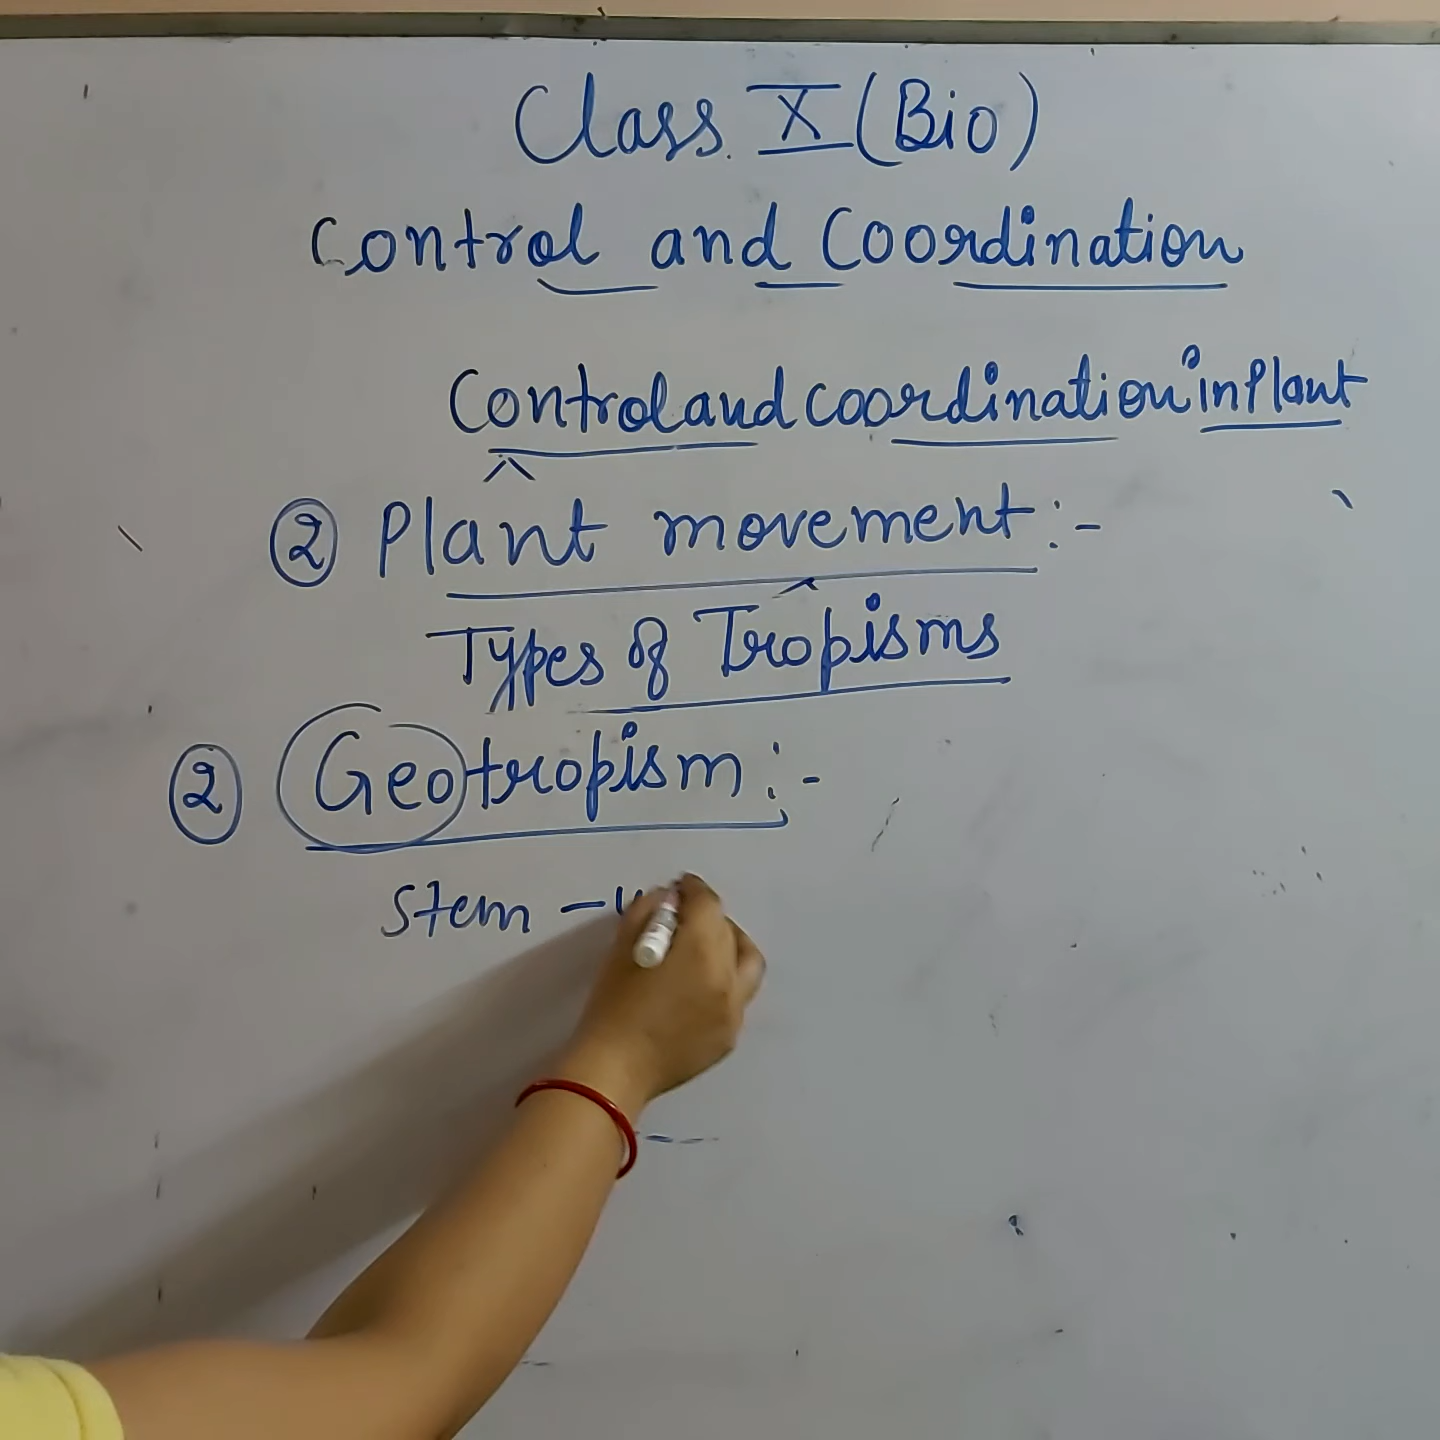 Class X (Bio)
Control and Coordination
Control and coordination in Plant
② Plant movement :-
Types of Tropisms
② Geotropism :-
Stem -